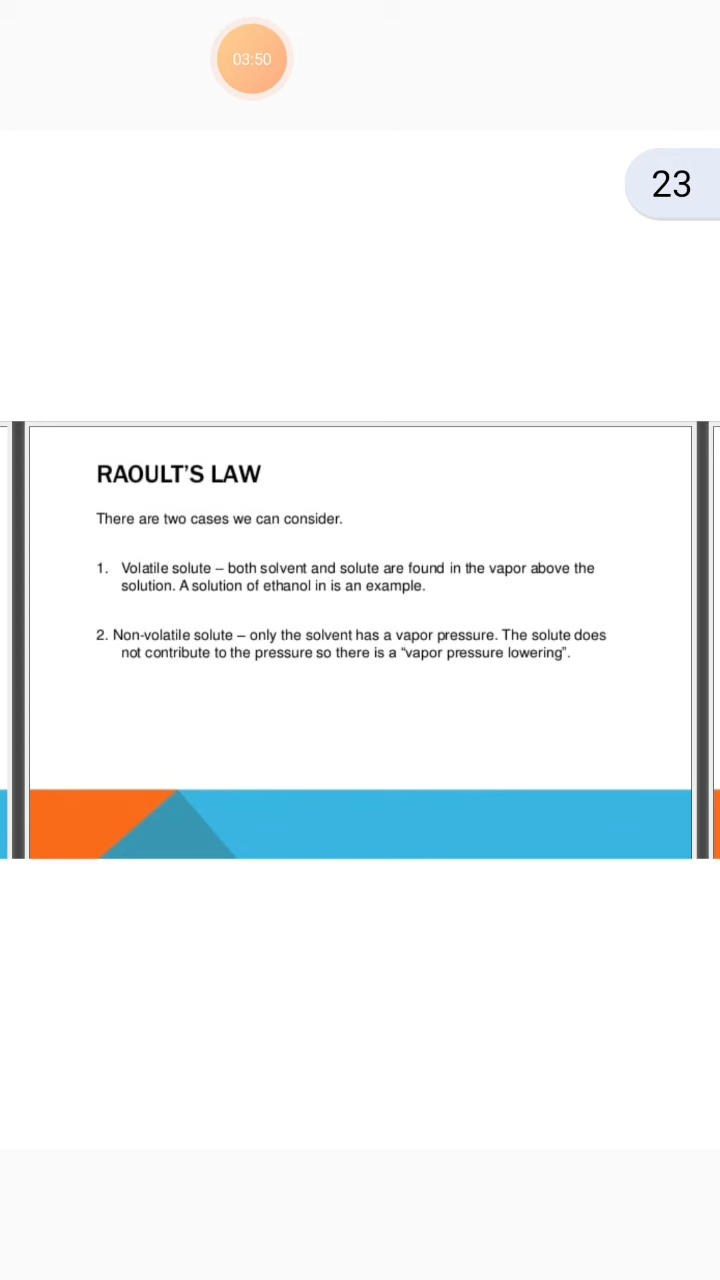 03:50
23
RAOULT’S LAW
There are two cases we can consider.
1. Volatile solute – both solvent and solute are found in the vapor above the
solution. A solution of ethanol in is an example.
2. Non-volatile solute – only the solvent has a vapor pressure. The solute does
not contribute to the pressure so there is a “vapor pressure lowering”.